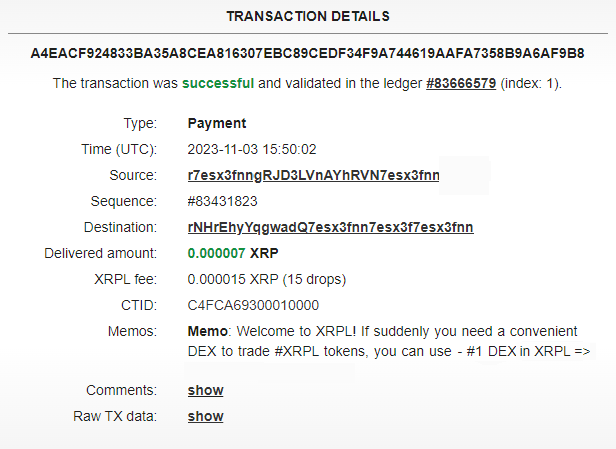 TRANSACTION DETAILS
A4EACF924833BA35A8CEA816307EBC89CEDF34F9A744619AAFA7358B9A6AF9B8
The transaction was successful and validated in the ledger #83666579 (index: 1).
Type: Payment
Time (UTC): 2023-11-03 15:50:02
Source: r7esx3fnngRJD3LVnAYhRVN7esx3fnn
Sequence: #83431823
Destination: rNHrEhyYqgwadQ7esx3fnn7esx3f7esx3fnn
Delivered amount: 0.000007 XRP
XRPL fee: 0.000015 XRP (15 drops)
CTID: C4FCA69300010000
Memos: Memo: Welcome to XRPL! If suddenly you need a convenient
DEX to trade #XRPL tokens, you can use - #1 DEX in XRPL =>
Comments: show
Raw TX data: show